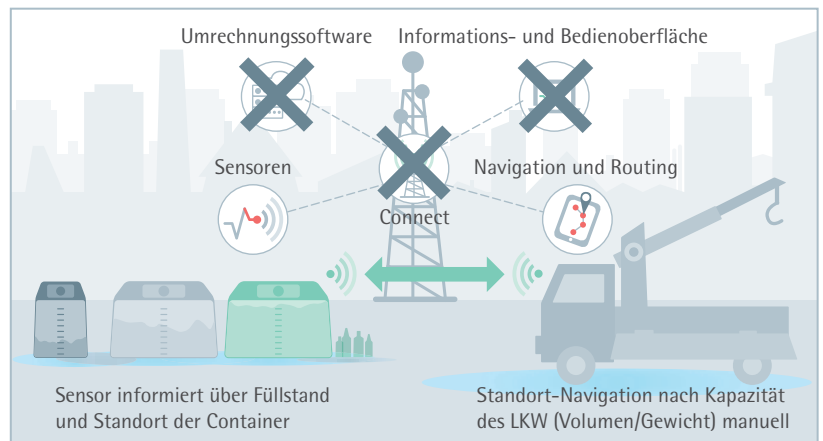 Umrechnungssoftware
Informations- und Bedienoberfläche
Sensoren
Navigation und Routing
Connect
Sensor informiert über Füllstand
und Standort der Container
Standort-Navigation nach Kapazität
des LKW (Volumen/Gewicht) manuell